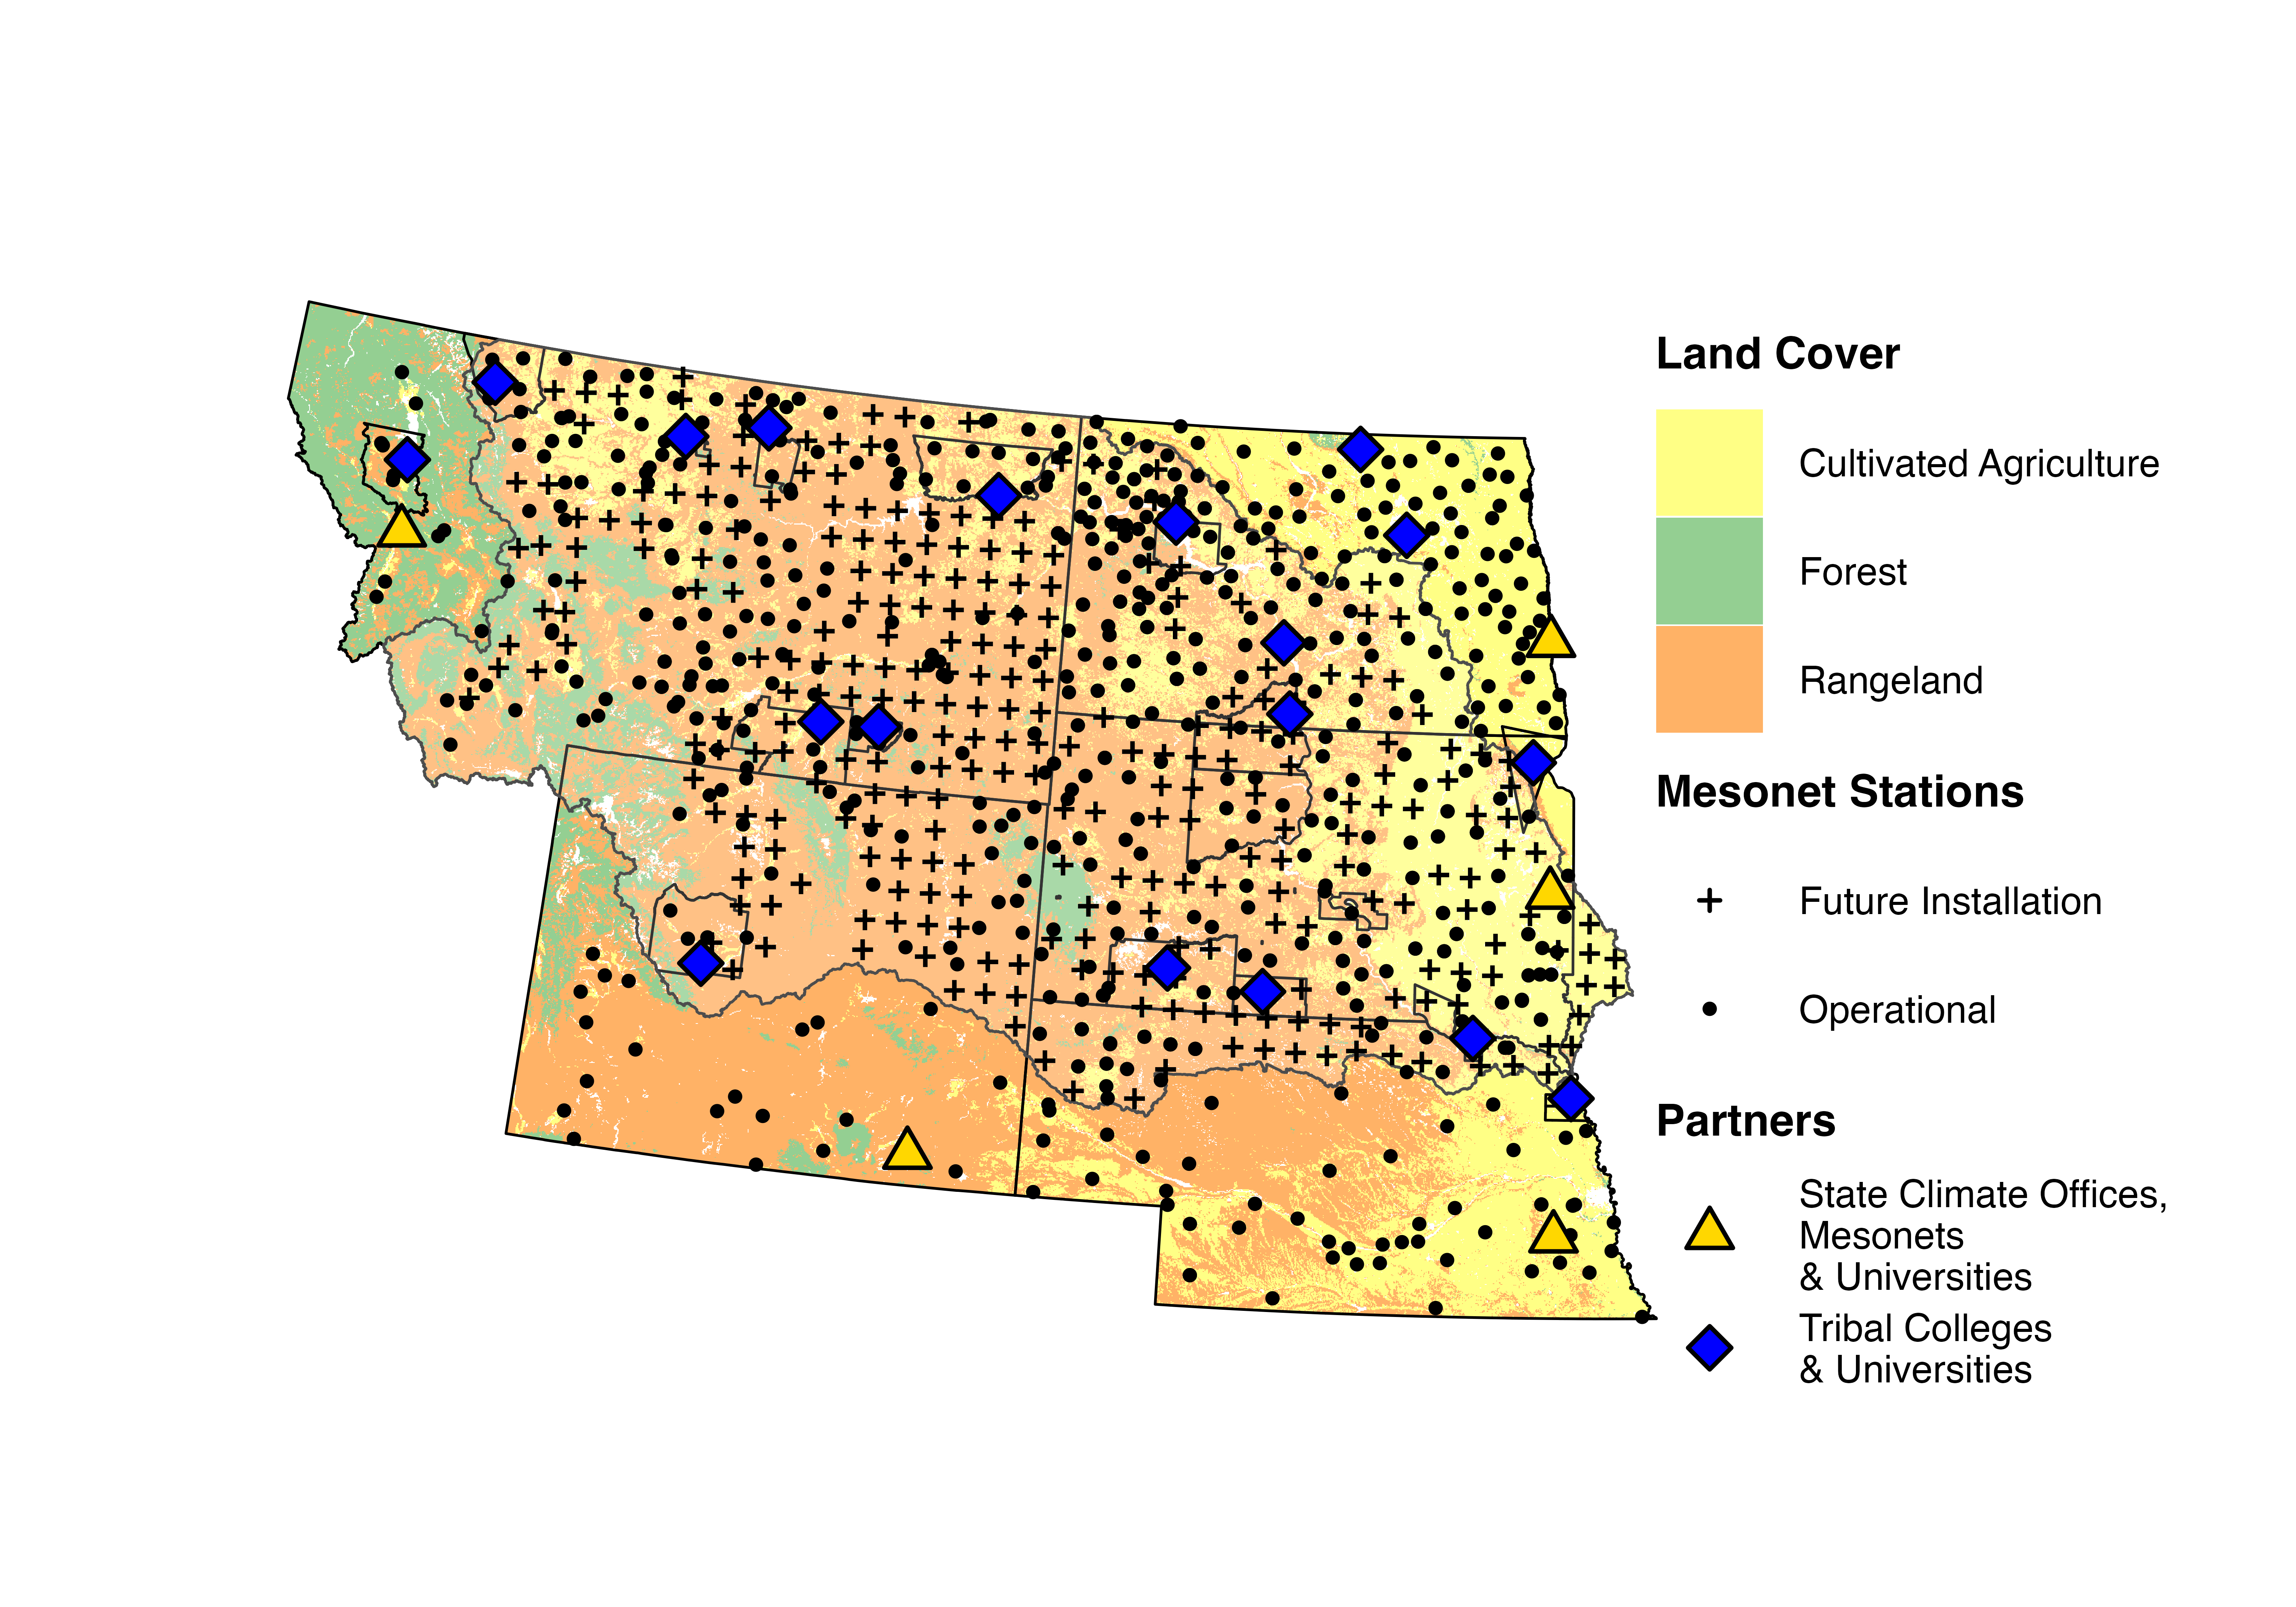 Land Cover
Cultivated Agriculture
Forest
Rangeland
Mesonet Stations
Future Installation
Operational
Partners
State Climate Offices,
Mesonets
& Universities
Tribal Colleges
& Universities